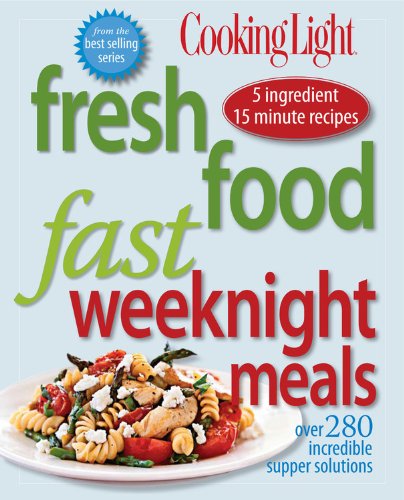 from the
best selling
series
Cooking Light
5 ingredient
15 minute recipes
fresh
food
fast
weeknight
meals
over 280
incredible
supper solutions